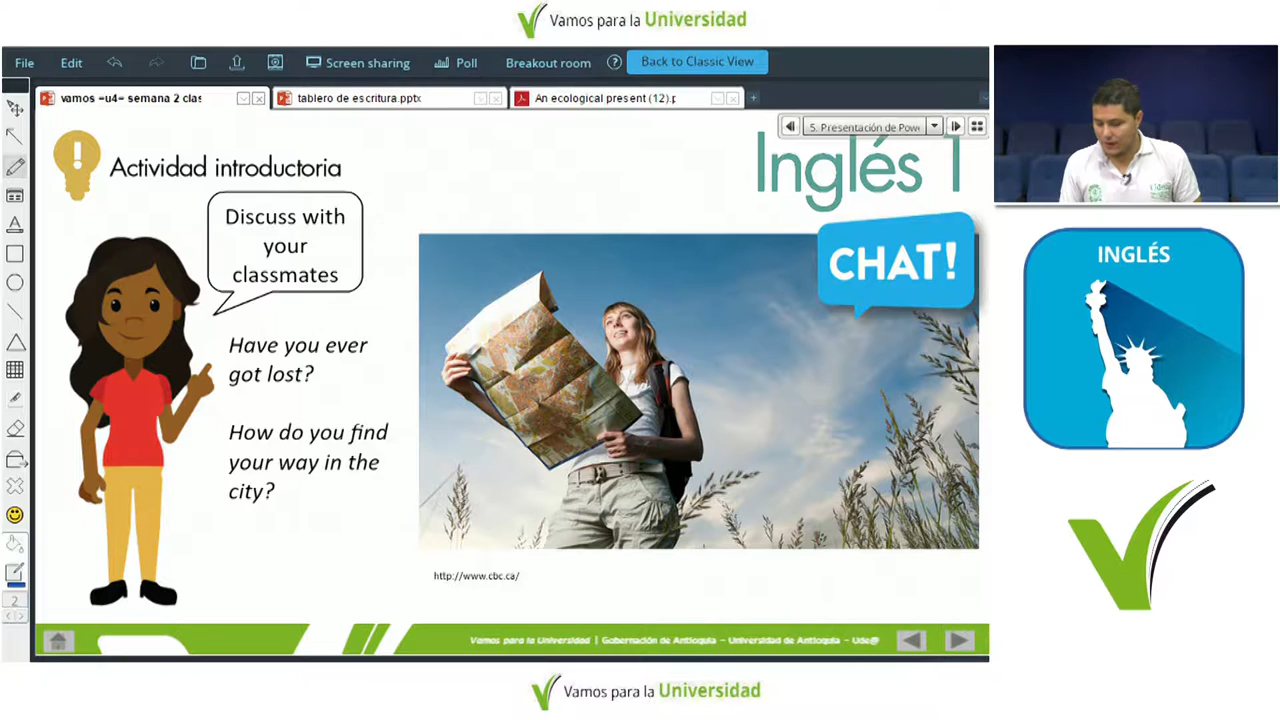 Vamos para la Universidad
File Edit Screen sharing Poll Breakout room ? Back to Classic View
vamos =u4= semana 2 clas tablero de escritura.pptx An ecological present (12).p
5. Presentación de Powe
Inglés 1
! Actividad introductoria
Discuss with
your
classmates
CHAT!
INGLÉS
Have you ever
got lost?
How do you find
your way in the
city?
http://www.cbc.ca/
2
Vamos para la Universidad | Gobernación de Antioquia – Universidad de Antioquia – Ude@
Vamos para la Universidad